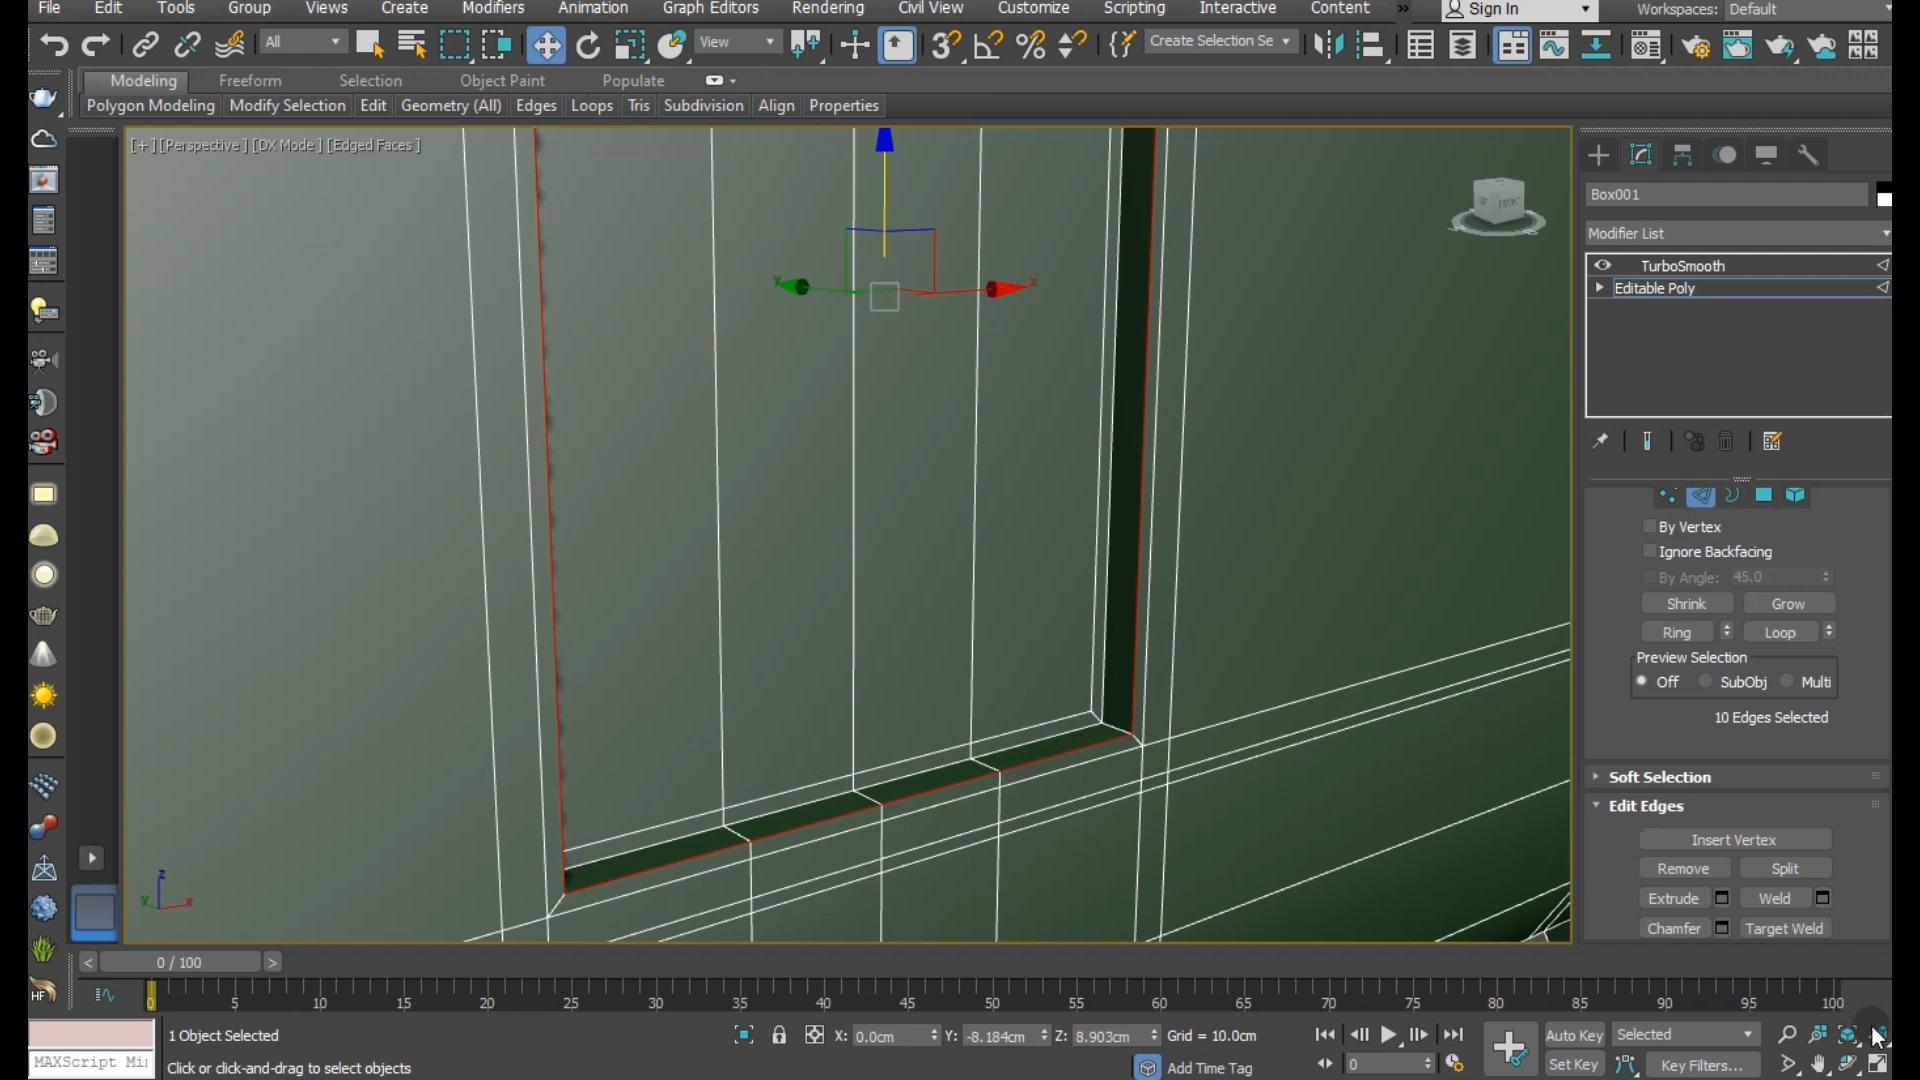 File Edit Tools Group Views Create Modifiers Animation Graph Editors Rendering Civil View Customize Scripting Interactive Content » Sign In Workspaces: Default
All View Create Selection Se
Modeling Freeform Selection Object Paint Populate
Polygon Modeling Modify Selection Edit Geometry (All) Edges Loops Tris Subdivision Align Properties
[+] [Perspective] [DX Mode] [Edged Faces]
FRONT
Box001
Modifier List
TurboSmooth
Editable Poly
z
y x
By Vertex
Ignore Backfacing
By Angle: 45.0
Shrink Grow
Ring Loop
Preview Selection
Off SubObj Multi
10 Edges Selected
Soft Selection
Edit Edges
Insert Vertex
Remove Split
Extrude Weld
Chamfer Target Weld
z
y x
< 0 / 100 >
0 5 10 15 20 25 30 35 40 45 50 55 60 65 70 75 80 85 90 95 100
HF
1 Object Selected X: 0.0cm Y: -8.184cm Z: 8.903cm Grid = 10.0cm Auto Key Selected
MAXScript Mi
Click or click-and-drag to select objects Add Time Tag 0 Set Key Key Filters...